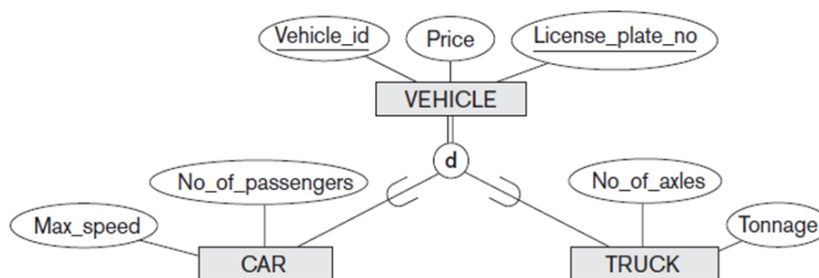 Vehicle_id
Price
License_plate_no
VEHICLE
d
No_of_passengers
No_of_axles
Max_speed
Tonnage
CAR
TRUCK